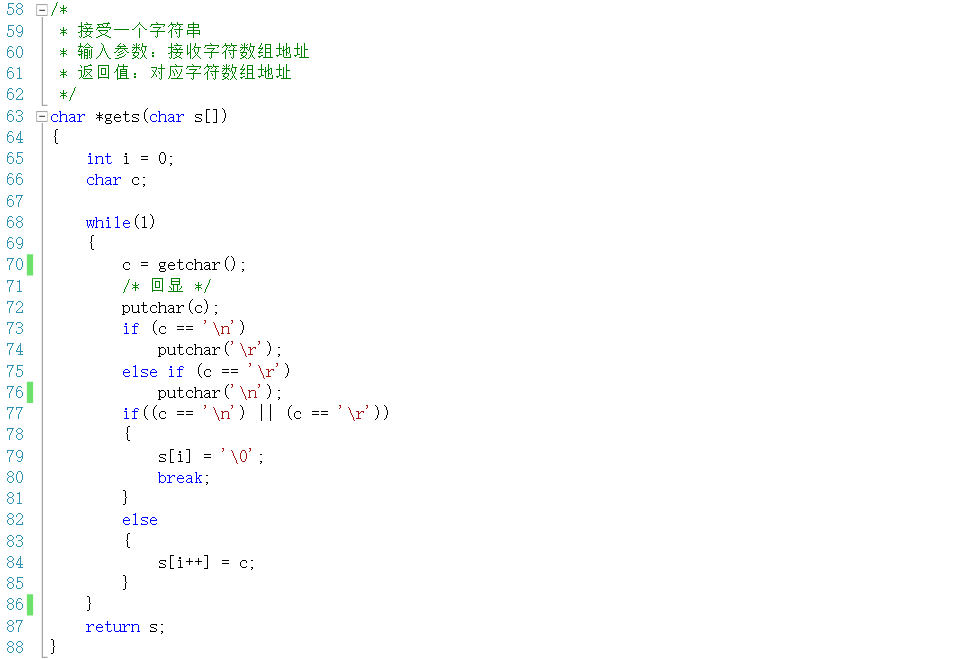 58 /*
59  * 接受一个字符串
60  * 输入参数：接收字符数组地址
61  * 返回值：对应字符数组地址
62  */
63 char *gets(char s[])
64 {
65     int i = 0;
66     char c;
67
68     while(1)
69     {
70         c = getchar();
71         /* 回显 */
72         putchar(c);
73         if (c == '\n')
74             putchar('\r');
75         else if (c == '\r')
76             putchar('\n');
77         if((c == '\n') || (c == '\r'))
78         {
79             s[i] = '\0';
80             break;
81         }
82         else
83         {
84             s[i++] = c;
85         }
86     }
87     return s;
88 }